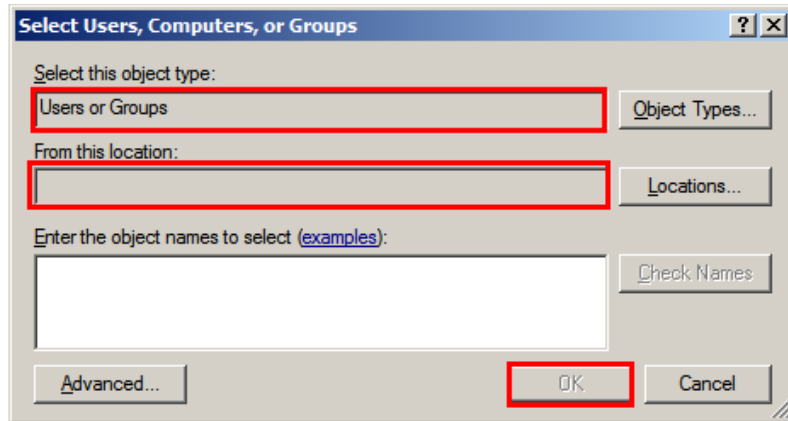 Select Users, Computers, or Groups
Select this object type:
Users or Groups
Object Types...
From this location:
Locations...
Enter the object names to select (examples):
Check Names
Advanced...
OK
Cancel